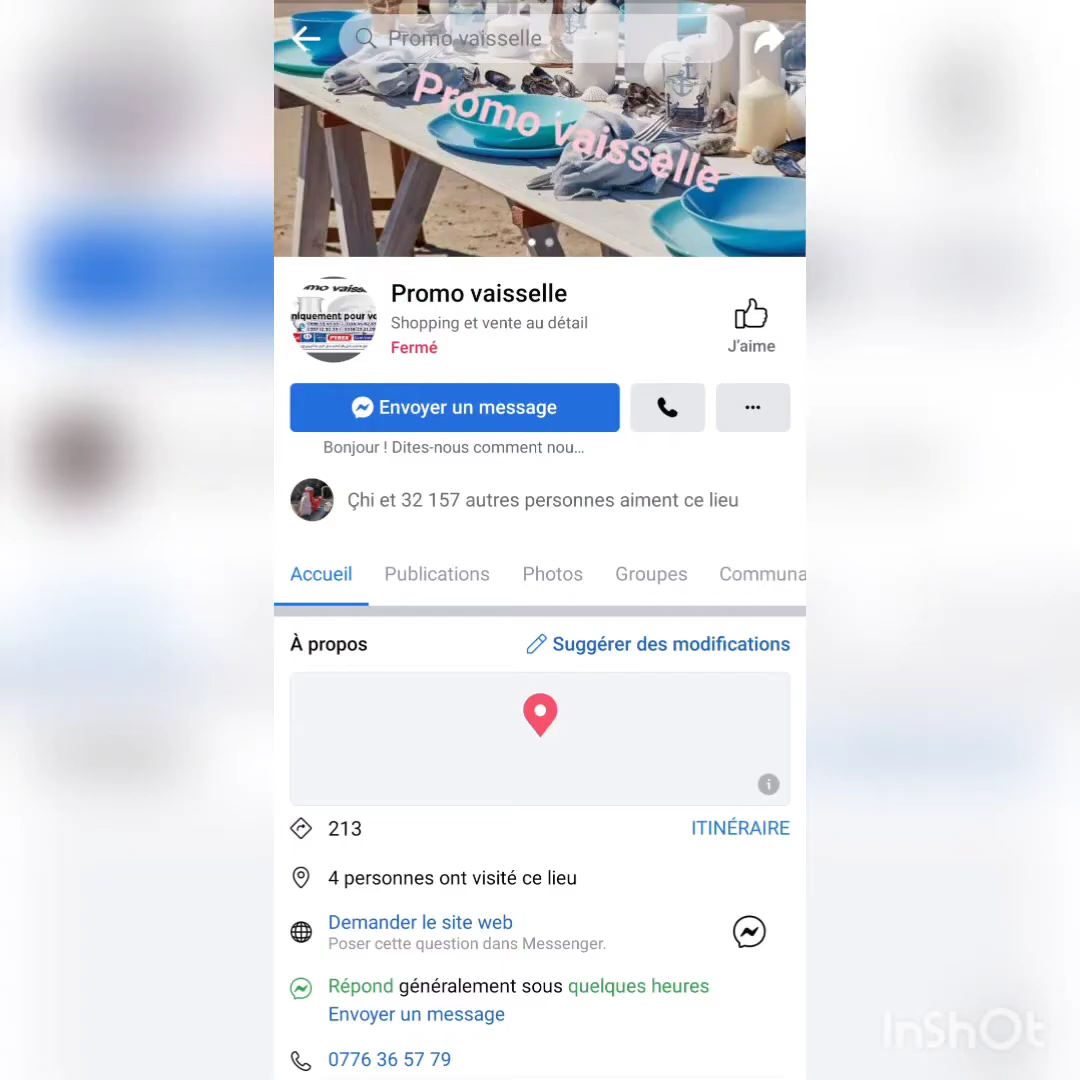 Promo vaisselle
Promo vaisselle
Promo vaisselle
Shopping et vente au détail
Fermé
J'aime
Envoyer un message
Bonjour ! Dites-nous comment nou...
Çhi et 32 157 autres personnes aiment ce lieu
Accueil Publications Photos Groupes Communa
À propos
Suggérer des modifications
213
ITINÉRAIRE
4 personnes ont visité ce lieu
Demander le site web
Poser cette question dans Messenger.
Répond généralement sous quelques heures
Envoyer un message
0776 36 57 79
InShOt